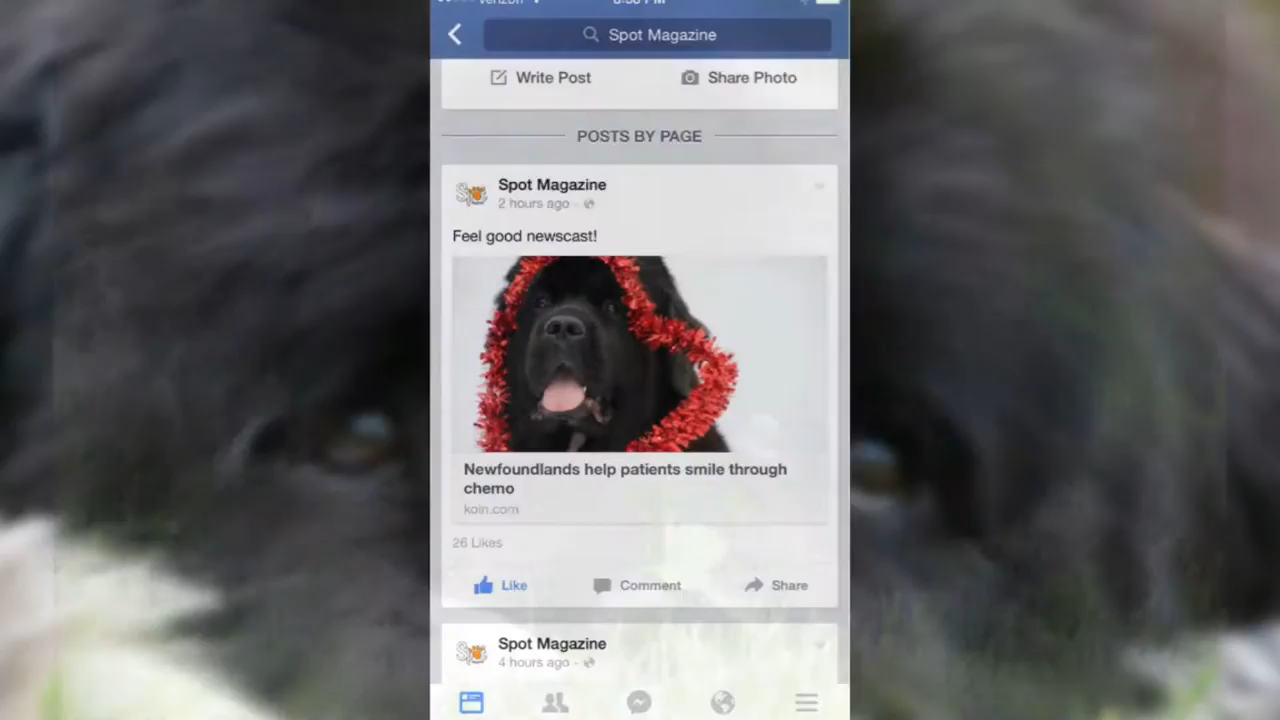 Spot Magazine
Write Post
Share Photo
POSTS BY PAGE
Spot Magazine
2 hours ago
Feel good newscast!
Newfoundlands help patients smile through
chemo
koin.com
26 Likes
Like
Comment
Share
Spot Magazine
4 hours ago